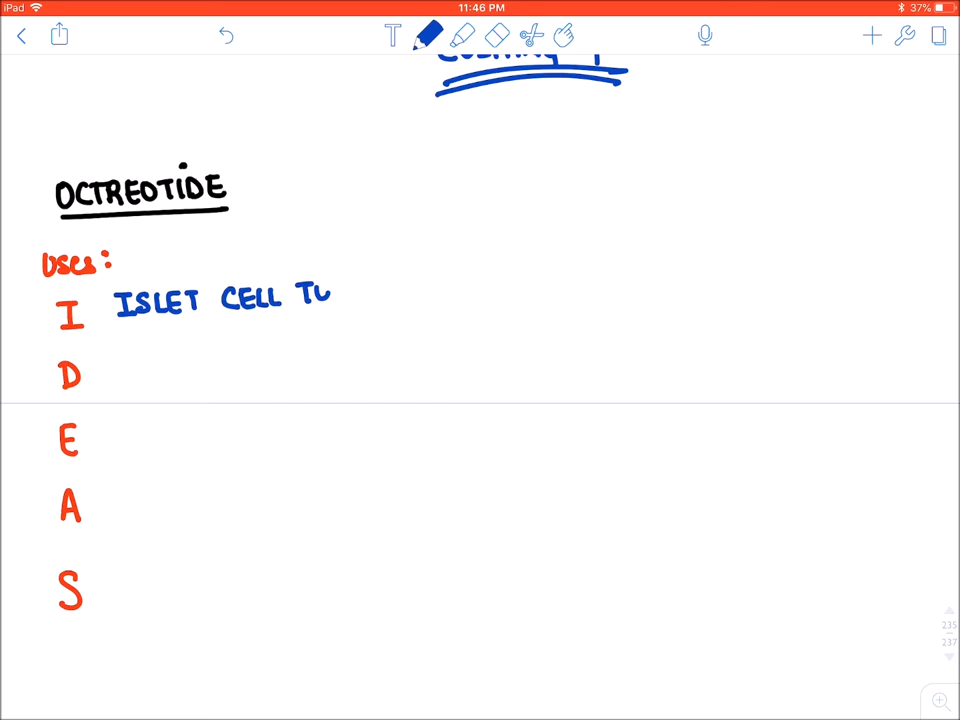 iPad 11:46 PM 37%
T
OCTREOTIDE
Uses:
I ISLET CELL TU
D
E
A
S
235
237